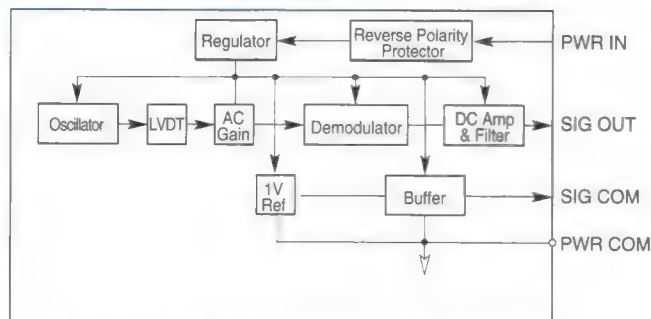 Regulator
Reverse Polarity
Protector
PWR IN
Oscillator
LVDT
AC
Gain
Demodulator
DC Amp
& Filter
SIG OUT
1V
Ref
Buffer
SIG COM
PWR COM